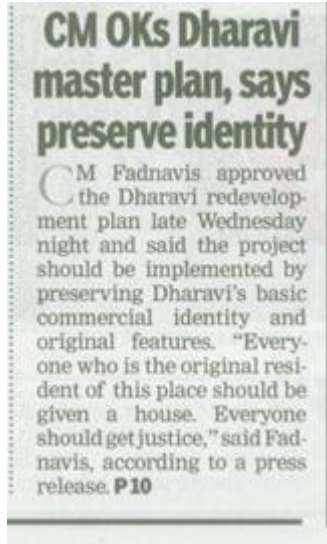 CM OKs Dharavi
master plan, says
preserve identity
CM Fadnavis approved
the Dharavi redevelop-
ment plan late Wednesday
night and said the project
should be implemented by
preserving Dharavi's basic
commercial identity and
original features. "Every-
one who is the original resi-
dent of this place should be
given a house. Everyone
should get justice," said Fad-
navis, according to a press
release. P10